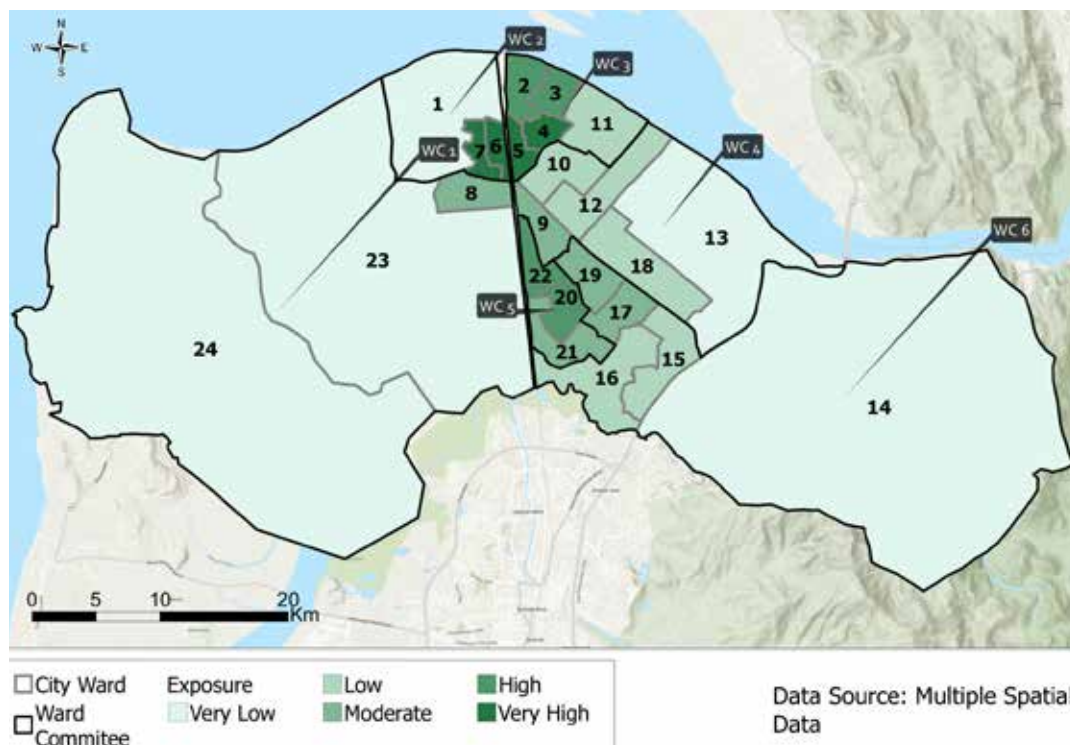 N
W E
S
WC 2
WC 3
1
2
3
4
11
7
6
5
WC 1
WC 4
10
8
12
9
13
WC 6
23
18
22
19
20
WC 5
17
24
21
15
16
14
0 5 10 20
Km
City Ward
Ward
Commitee
Exposure
Very Low
Low
Moderate
High
Very High
Data Source: Multiple Spatial
Data